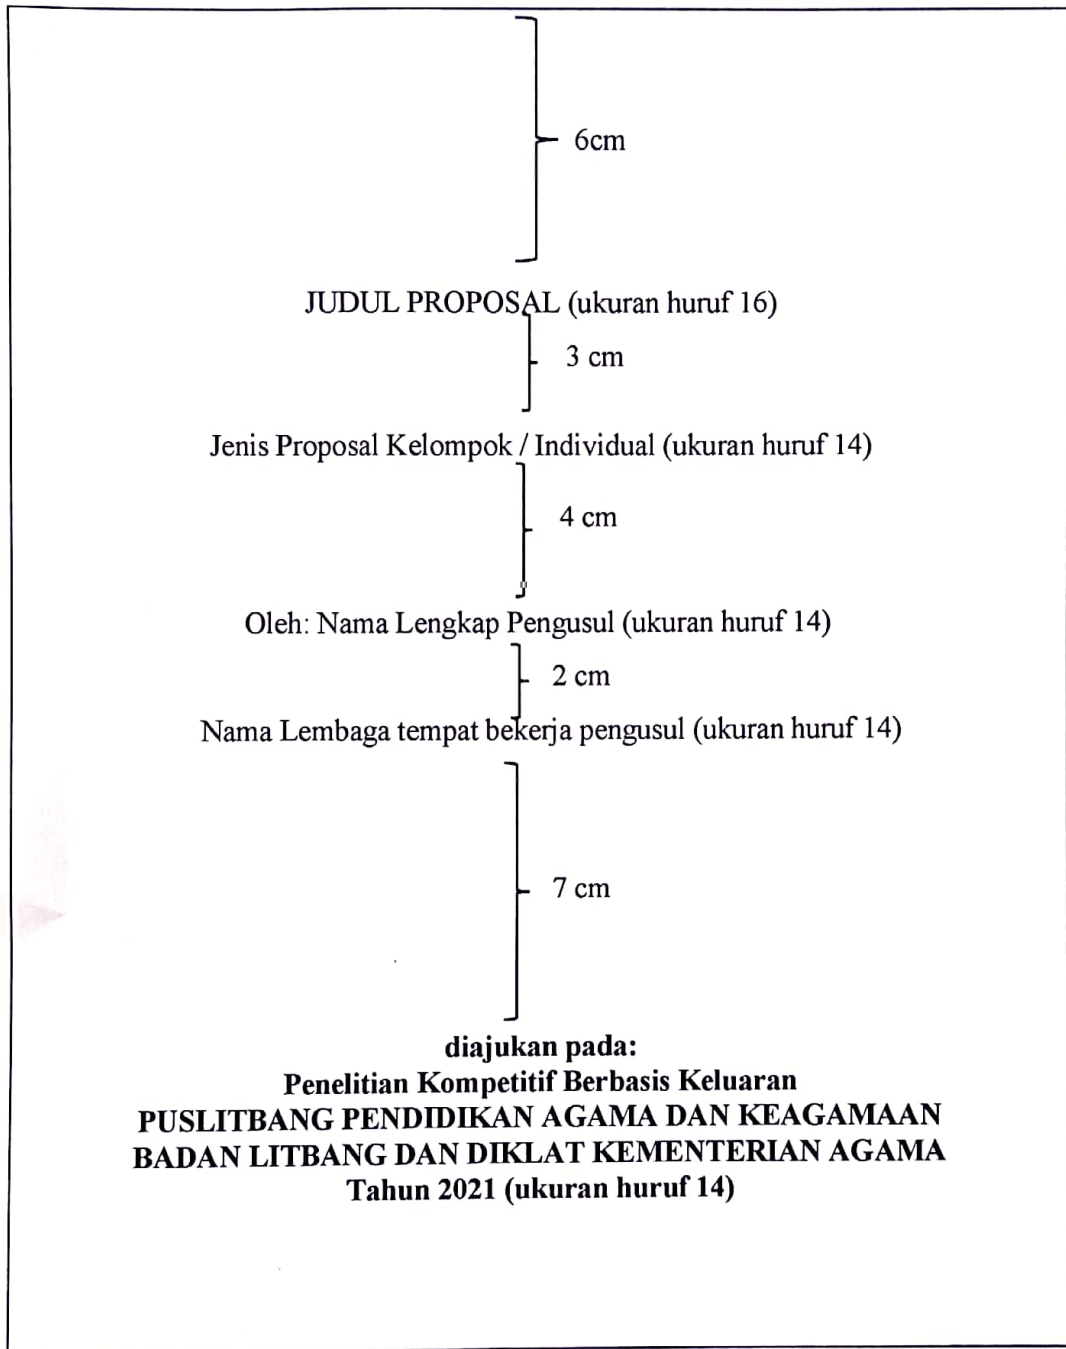 6cm
JUDUL PROPOSAL (ukuran huruf 16)
3 cm
Jenis Proposal Kelompok / Individual (ukuran huruf 14)
4 cm
Oleh: Nama Lengkap Pengusul (ukuran huruf 14)
2 cm
Nama Lembaga tempat bekerja pengusul (ukuran huruf 14)
7 cm
diajukan pada:
Penelitian Kompetitif Berbasis Keluaran
PUSLITBANG PENDIDIKAN AGAMA DAN KEAGAMAAN
BADAN LITBANG DAN DIKLAT KEMENTERIAN AGAMA
Tahun 2021 (ukuran huruf 14)